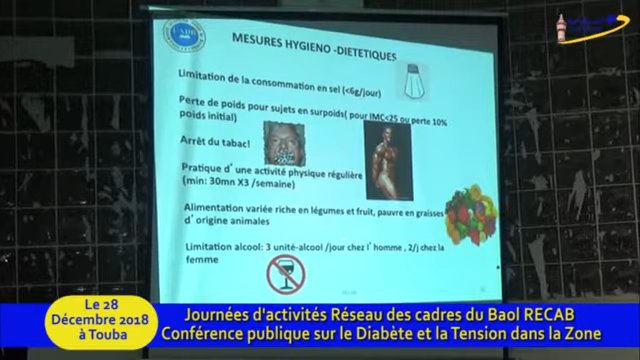 UADB
MESURES HYGIENO -DIETETIQUES
Limitation de la consommation en sel (<6g/jour)
Perte de poids pour sujets en surpoids( pour IMC<25 ou perte 10%
poids initial)
Arrêt du tabac!
Pratique d' une activité physique régulière
(min: 30mn X3 /semaine)
Alimentation variée riche en légumes et fruit, pauvre en graisses
d' origine animales
Limitation alcool: 3 unité-alcool /jour chez l' homme , 2/j chez la
femme
Le 28
Décembre 2018
à Touba
Journées d'activités Réseau des cadres du Baol RECAB
Conférence publique sur le Diabète et la Tension dans la Zone